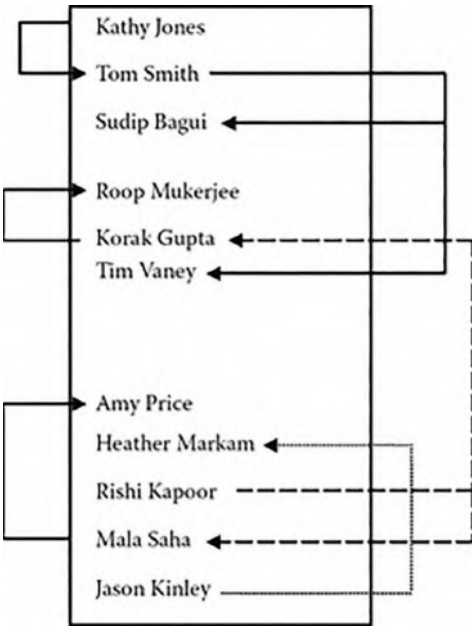 Kathy Jones
Tom Smith
Sudip Bagui
Roop Mukerjee
Korak Gupta
Tim Vaney
Amy Price
Heather Markam
Rishi Kapoor
Mala Saha
Jason Kinley